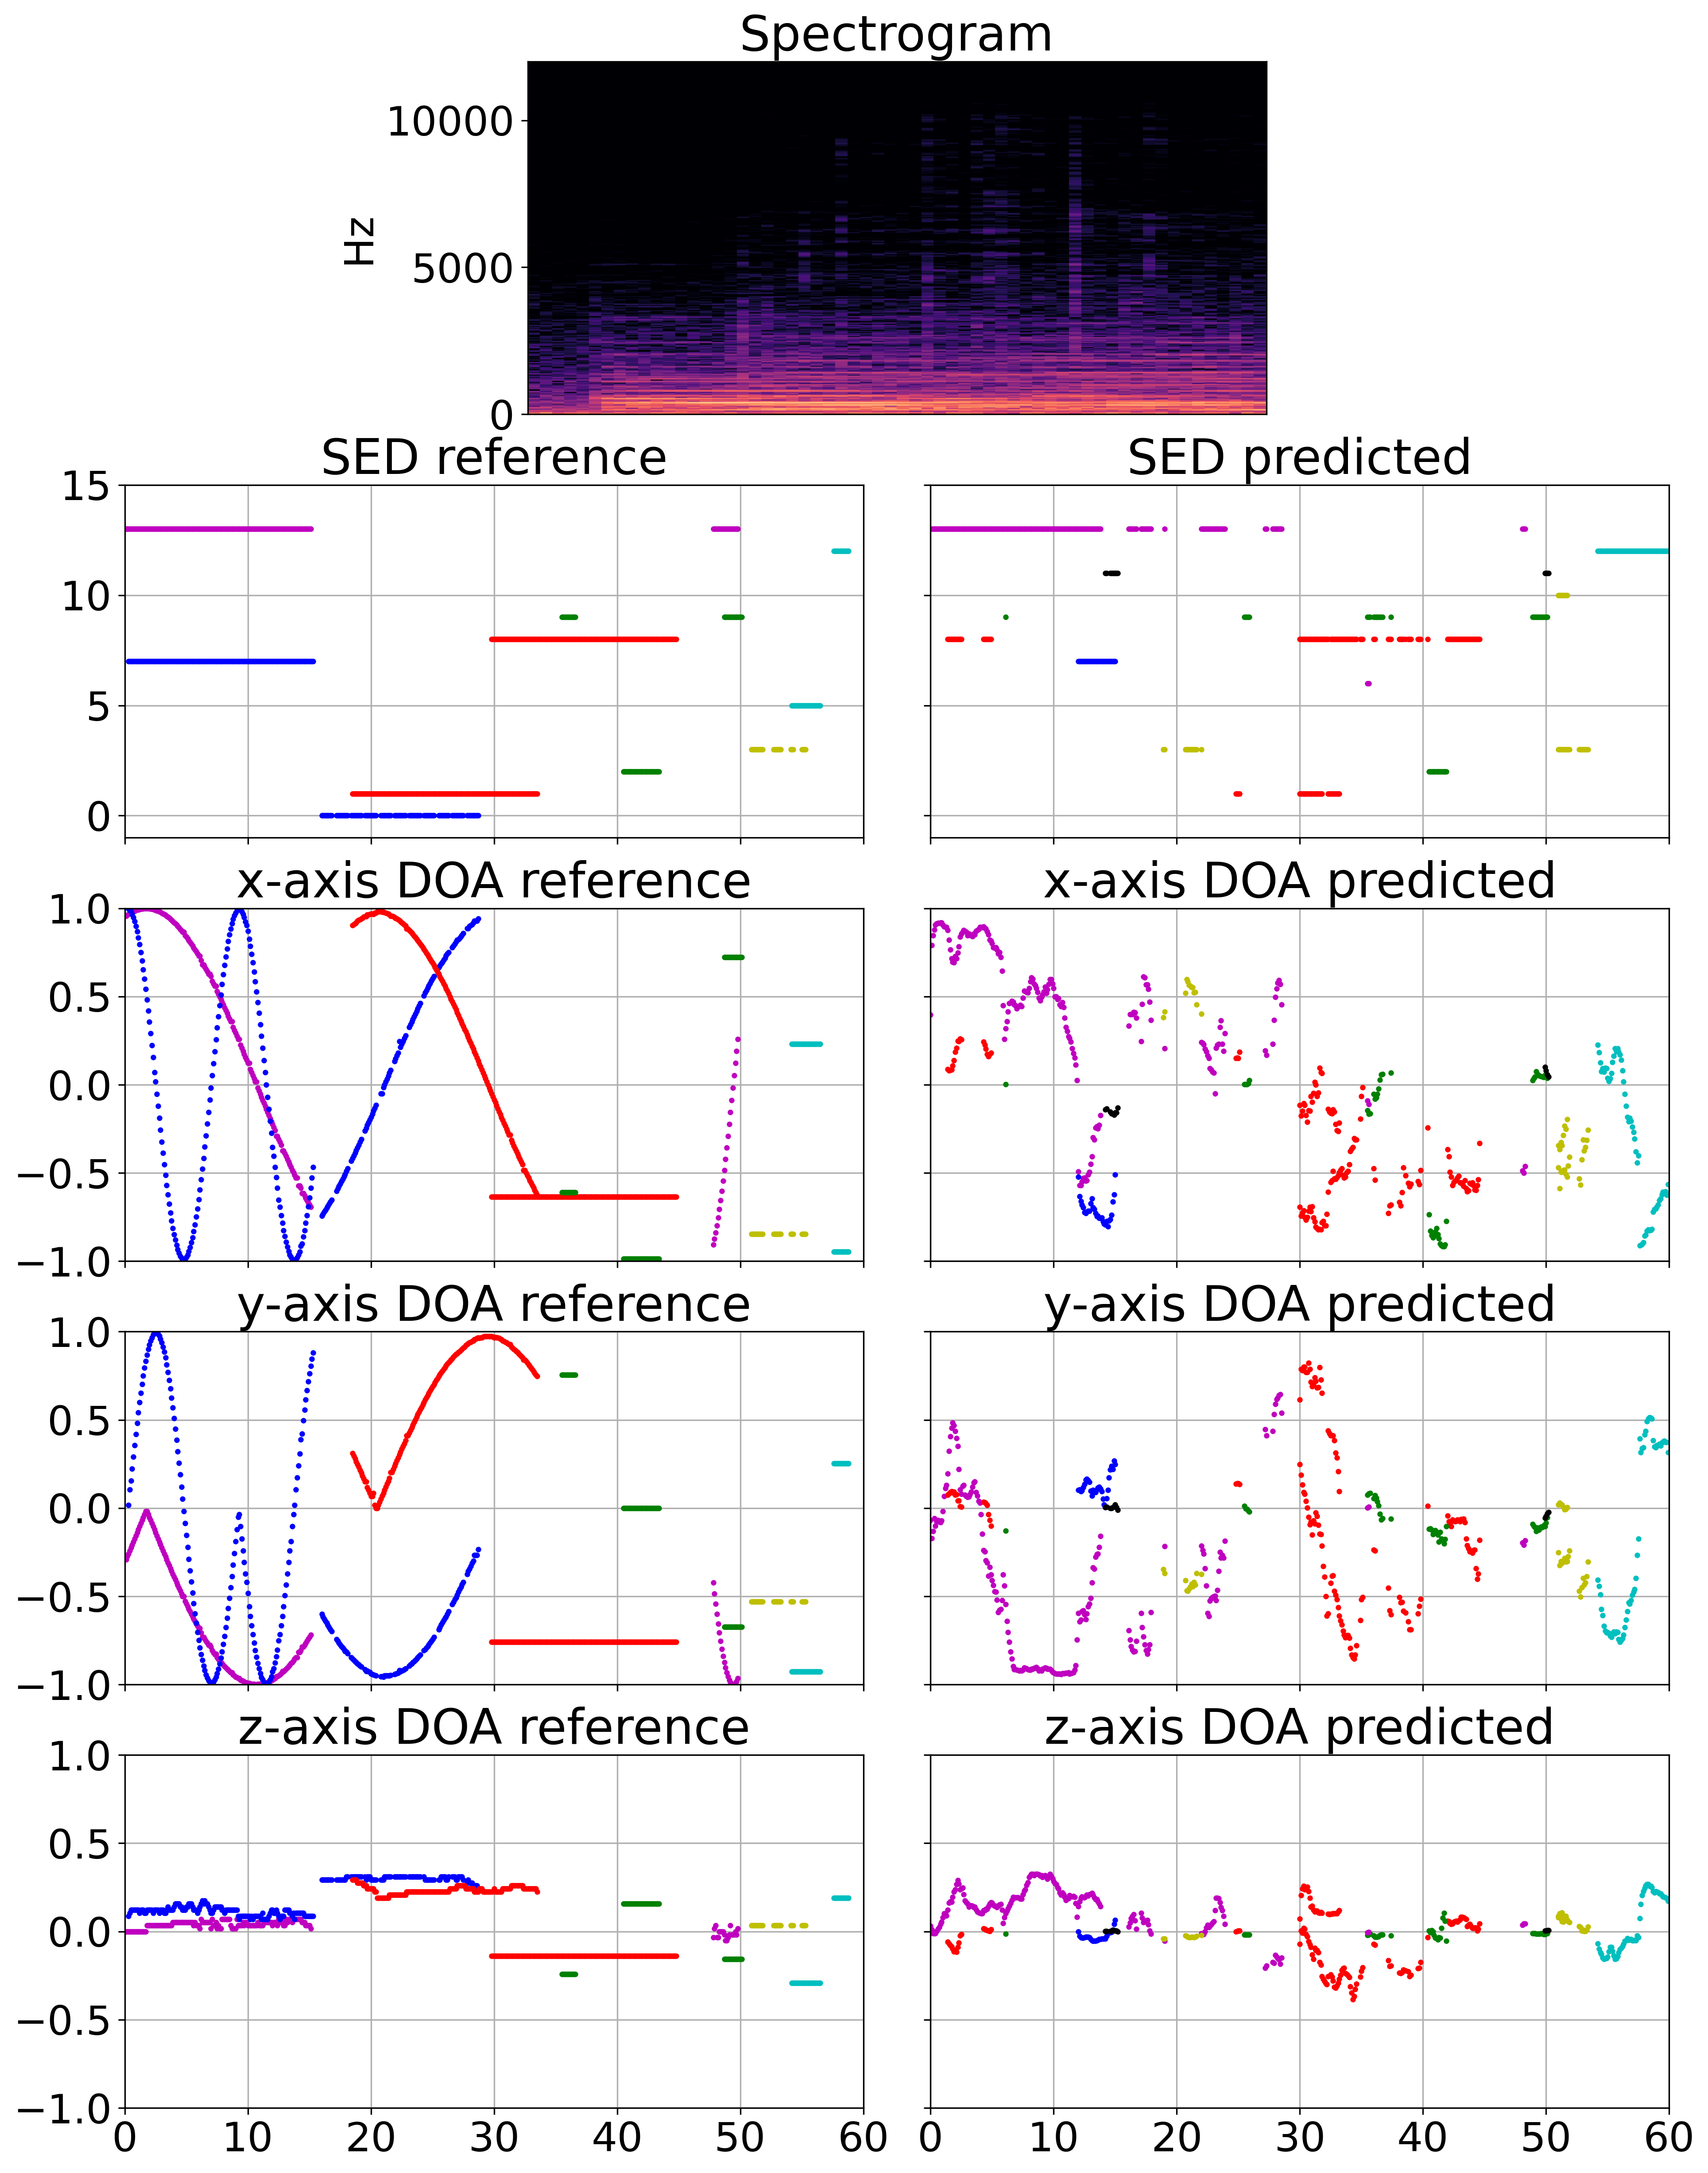 Spectrogram
10000
5000
0
Hz
SED reference
SED predicted
15
10
5
0
x-axis DOA reference
x-axis DOA predicted
1.0
0.5
0.0
−0.5
−1.0
y-axis DOA reference
y-axis DOA predicted
1.0
0.5
0.0
−0.5
−1.0
z-axis DOA reference
z-axis DOA predicted
1.0
0.5
0.0
−0.5
−1.0
0 10 20 30 40 50 60
0 10 20 30 40 50 60